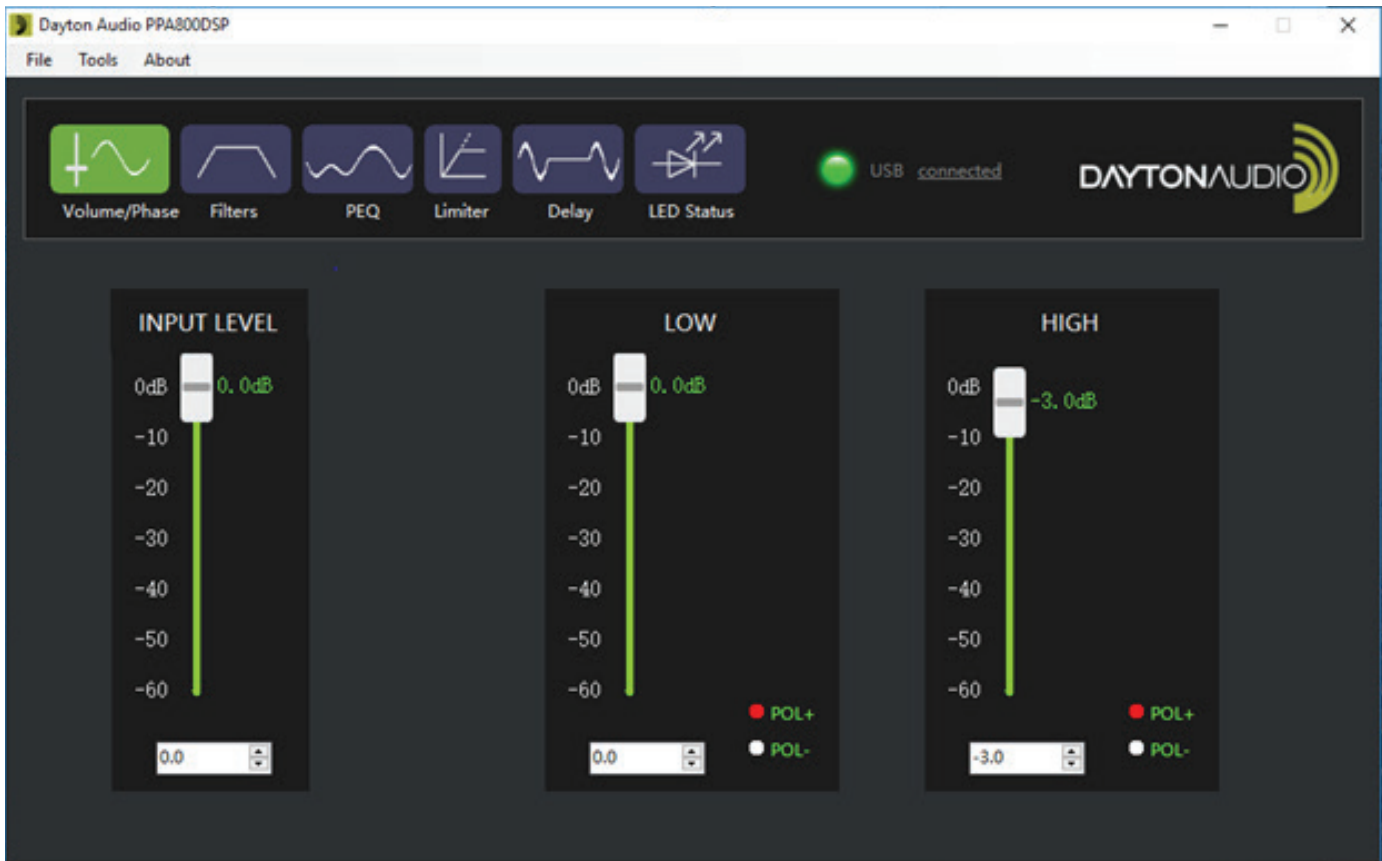 Dayton Audio PPA800DSP
File Tools About
Volume/Phase Filters PEQ Limiter Delay LED Status
USB connected
DAYTON AUDIO
INPUT LEVEL
0dB 0.0dB
-10
-20
-30
-40
-50
-60
0.0
LOW
0dB 0.0dB
-10
-20
-30
-40
-50
-60
POL+
0.0 POL-
HIGH
0dB -3.0dB
-10
-20
-30
-40
-50
-60
POL+
-3.0 POL-